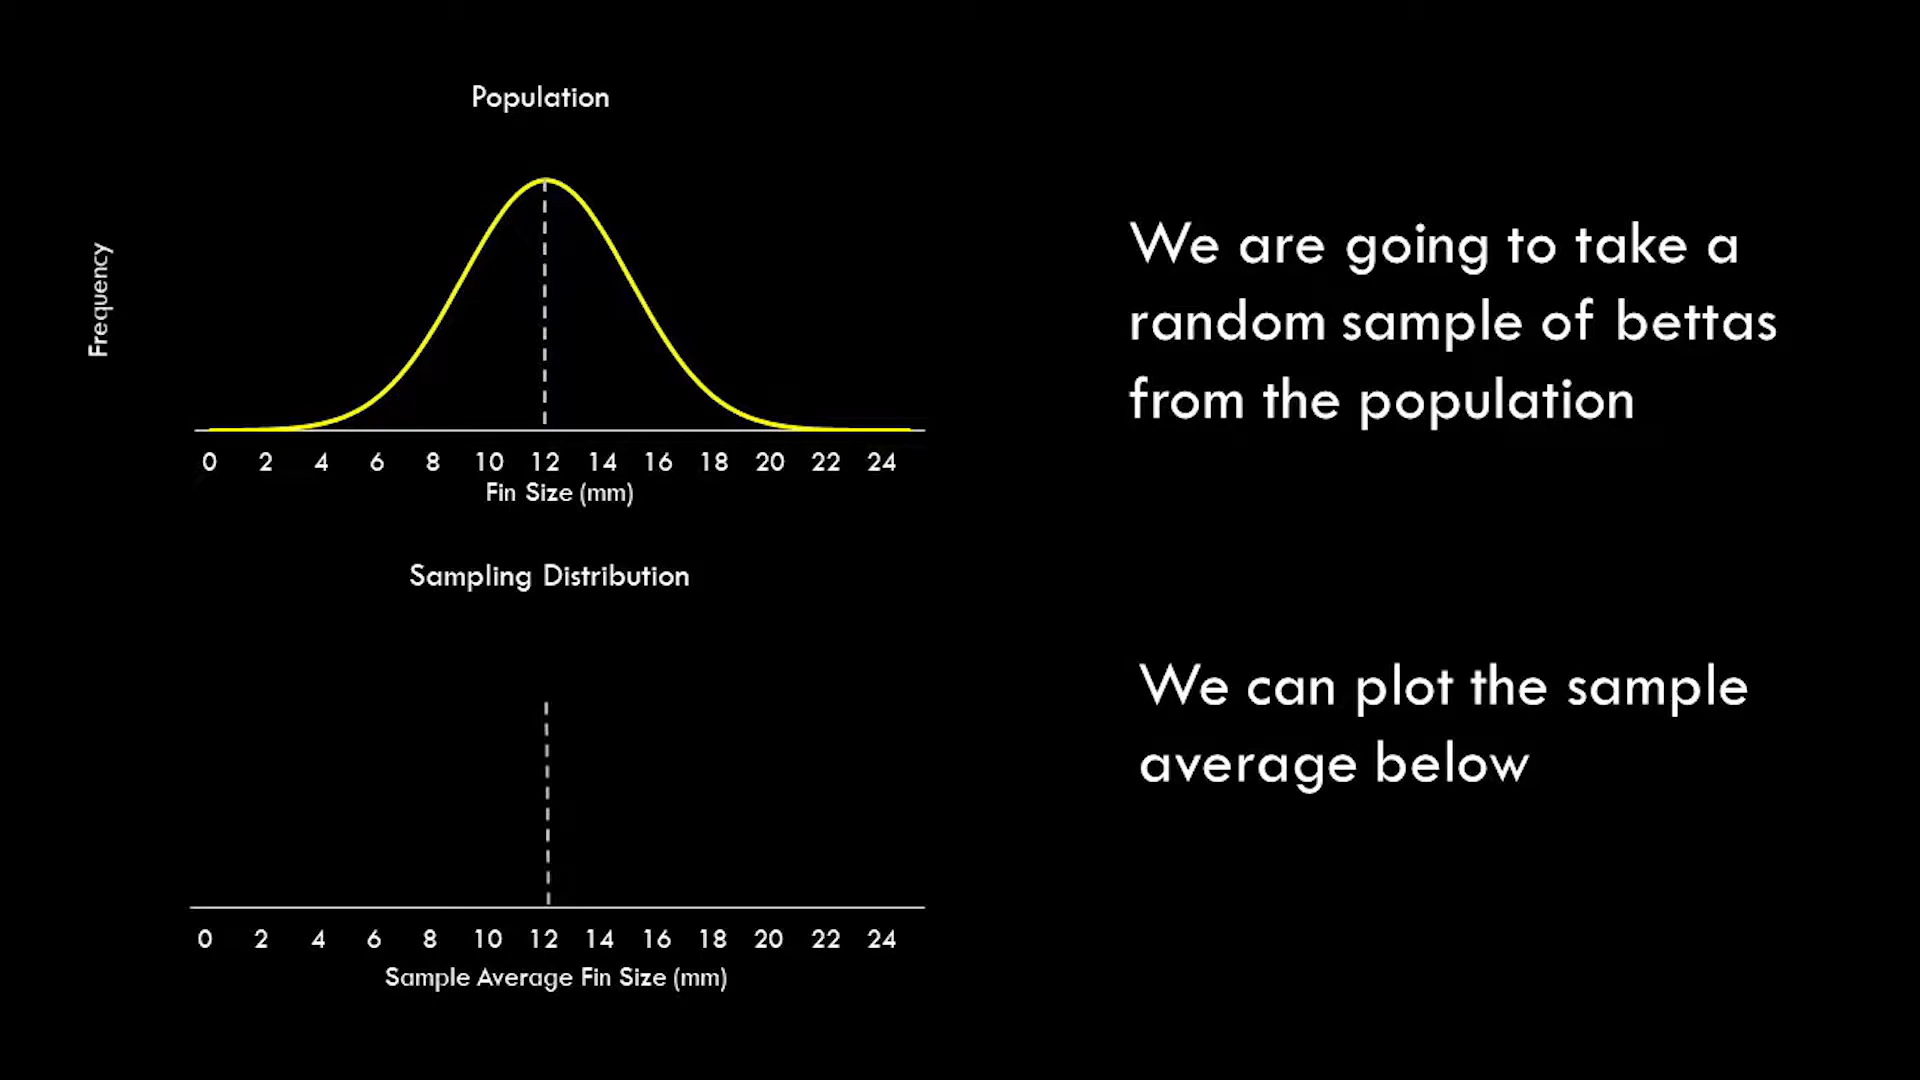 Population
Frequency
0 2 4 6 8 10 12 14 16 18 20 22 24
Fin Size (mm)
We are going to take a
random sample of bettas
from the population
Sampling Distribution
0 2 4 6 8 10 12 14 16 18 20 22 24
Sample Average Fin Size (mm)
We can plot the sample
average below